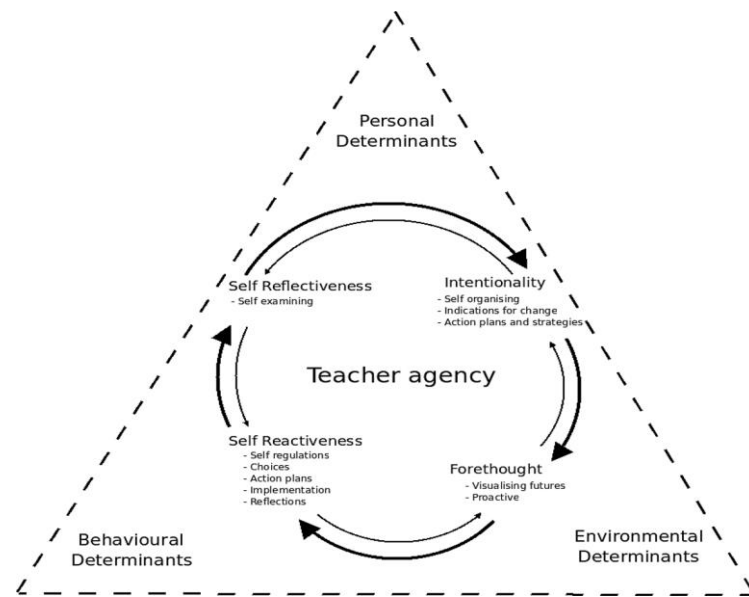 Personal
Determinants
Self Reflectiveness
- Self examining
Intentionality
- Self organising
- Indications for change
- Action plans and strategies
Teacher agency
Self Reactiveness
- Self regulations
- Choices
- Action plans
- Implementation
- Reflections
Forethought
- Visualising futures
- Proactive
Behavioural
Determinants
Environmental
Determinants